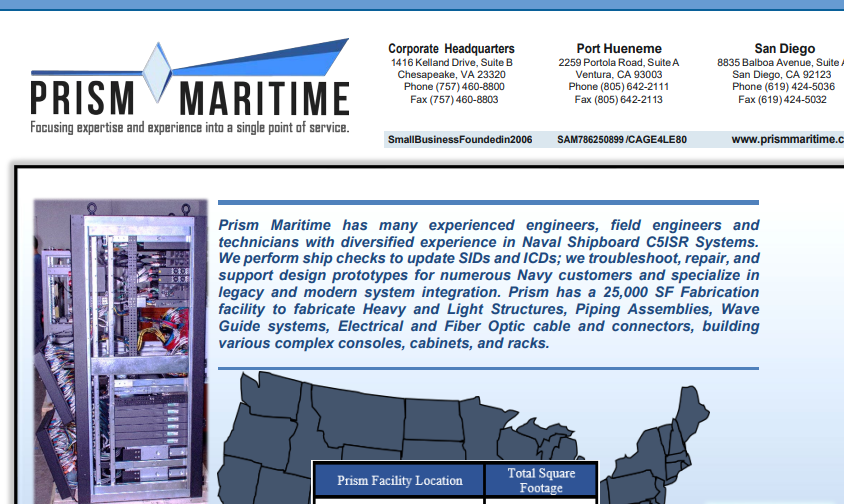 PRISM MARITIME
Focusing expertise and experience into a single point of service.
Corporate Headquarters
1416 Kelland Drive, Suite B
Chesapeake, VA 23320
Phone (757) 460-8800
Fax (757) 460-8803
Port Hueneme
2259 Portola Road, Suite A
Ventura, CA 93003
Phone (805) 642-2111
Fax (805) 642-2113
San Diego
8835 Balboa Avenue, Suite A
San Diego, CA 92123
Phone (619) 424-5036
Fax (619) 424-5032
SmallBusinessFoundedin2006 SAM786250899 /CAGE4LE80 www.prismmaritime.c
Prism Maritime has many experienced engineers, field engineers and
technicians with diversified experience in Naval Shipboard C5ISR Systems.
We perform ship checks to update SIDs and ICDs; we troubleshoot, repair, and
support design prototypes for numerous Navy customers and specialize in
legacy and modern system integration. Prism has a 25,000 SF Fabrication
facility to fabricate Heavy and Light Structures, Piping Assemblies, Wave
Guide systems, Electrical and Fiber Optic cable and connectors, building
various complex consoles, cabinets, and racks.
Prism Facility Location
Total Square
Footage